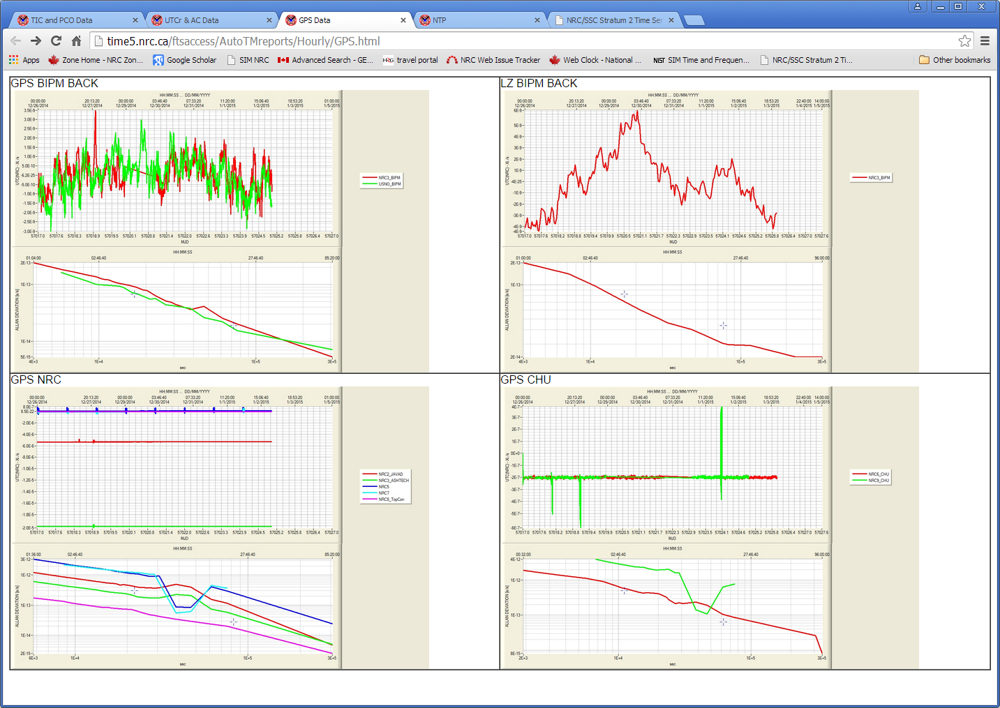 TIC and PCO Data
UTCr & AC Data
GPS Data
NTP
NRC/SSC Stratum 2 Time Ser
time5.nrc.ca/ftsaccess/AutoTMreports/Hourly/GPS.html
Apps
Zone Home - NRC Zon...
Google Scholar
SIM NRC
Advanced Search - GE...
HRG travel portal
NRC Web Issue Tracker
Web Clock - National ...
NIST SIM Time and Frequen...
NRC/SSC Stratum 2 Ti...
Other bookmarks
GPS BIPM BACK
HH:MM:SS ... DD/MM/YYYY
00:00:00 20:13:20 00:00:00 03:46:40 07:33:20 11:20:00 15:06:40 18:53:20 01:00:00
12/26/2014 12/27/2014 12/29/2014 12/30/2014 12/31/2014 1/1/2015 1/2/2015 1/3/2015 1/5/2015
3.5E-9
2.5E-9
1.5E-9
5.0E-10
-5.0E-10
-1.0E-9
-2.0E-9
-3.0E-9
UTC(NRC) - Xi /s
57017.0 57017.6 57018.3 57018.9 57019.5 57020.1 57020.8 57021.4 57022.0 57022.6 57023.3 57023.9 57024.5 57025.2 57025.8 57026.4 57027.0
MJD
NRC3_BIPM
USNO_BIPM
HH:MM:SS
01:04:00 02:46:40 27:46:40 85:20:00
2E-13
1E-13
1E-14
5E-15
ALLAN DEVIATION [s/s]
4E+3 1E+4 1E+5 3E+5
sec
LZ BIPM BACK
HH:MM:SS ... DD/MM/YYYY
00:00:00 20:13:20 00:00:00 03:46:40 07:33:20 11:20:00 15:06:40 18:53:20 22:40:00 14:00:00
12/26/2014 12/27/2014 12/29/2014 12/30/2014 12/31/2014 1/1/2015 1/2/2015 1/3/2015 1/4/2015 1/5/2015
6E-9
5E-9
4E-9
3E-9
2E-9
1E-9
-4E-25
-2E-9
-3E-9
-4E-9
-4E-9
UTC(NRC) - Xi /s
57017.0 57017.6 57018.8 57019.5 57019.9 57020.5 57021.1 57021.7 57022.3 57022.9 57023.6 57024.1 57024.6 57025.2 57025.8 57026.4 57027.0 57027.6
MJD
NRC3_BIPM
HH:MM:SS
01:00:00 02:46:40 27:46:40 96:00:00
2E-13
1E-13
2E-14
ALLAN DEVIATION [s/s]
4E+3 1E+4 1E+5 3E+5
sec
GPS NRC
HH:MM:SS ... DD/MM/YYYY
00:00:00 20:13:20 00:00:00 03:46:40 07:33:20 11:20:00 15:06:40 18:53:20 01:00:00
12/26/2014 12/27/2014 12/29/2014 12/30/2014 12/31/2014 1/1/2015 1/2/2015 1/3/2015 1/5/2015
8.0E-7
8.5E-22
-2.0E-6
-4.0E-6
-6.0E-6
-8.0E-6
-1.0E-5
-1.2E-5
-1.4E-5
-1.6E-5
-1.8E-5
-2.0E-5
UTC(NRC) - Xi /s
57017.0 57017.6 57018.3 57018.9 57019.5 57020.1 57020.8 57021.4 57022.0 57022.6 57023.3 57023.9 57024.5 57025.2 57025.8 57026.4 57027.0
MJD
NRC2_JAVAD
NRC3_ASHTECH
NRC5
NRC7
NRC8_TopCon
HH:MM:SS
01:36:00 02:46:40 27:46:40 85:20:00
3E-12
1E-12
1E-13
1E-14
2E-15
ALLAN DEVIATION [s/s]
6E+3 1E+4 1E+5 3E+5
sec
GPS CHU
HH:MM:SS ... DD/MM/YYYY
00:00:00 20:13:20 00:00:00 03:46:40 07:33:20 11:20:00 15:06:40 18:53:20 22:40:00 14:00:00
12/26/2014 12/27/2014 12/29/2014 12/30/2014 12/31/2014 1/1/2015 1/2/2015 1/3/2015 1/4/2015 1/5/2015
4E-7
3E-7
2E-7
1E-7
0E+0
-1E-7
-2E-7
-3E-7
-4E-7
-5E-7
-6E-7
UTC(NRC) - Xi /s
57017.0 57017.6 57018.2 57018.8 57019.4 57020.0 57020.5 57021.1 57021.7 57022.3 57022.9 57023.5 57024.1 57024.6 57025.2 57025.8 57026.4 57027.0 57027.6
MJD
NRC6_CHU
NRC9_CHU
HH:MM:SS
00:32:00 02:46:40 27:46:40 96:00:00
4E-12
1E-12
1E-13
8E-15
ALLAN DEVIATION [s/s]
2E+3 1E+4 1E+5 3E+5
sec